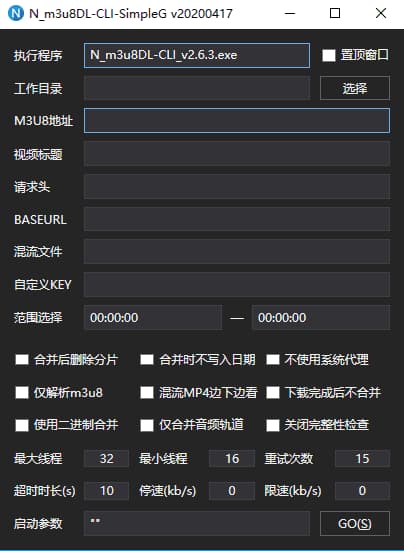 N_m3u8DL-CLI-SimpleG v20200417
执行程序 N_m3u8DL-CLI_v2.6.3.exe 置顶窗口
工作目录 选择
M3U8地址
视频标题
请求头
BASEURL
混流文件
自定义KEY
范围选择 00:00:00 — 00:00:00
合并后删除分片 合并时不写入日期 不使用系统代理
仅解析m3u8 混流MP4边下边看 下载完成后不合并
使用二进制合并 仅合并音频轨道 关闭完整性检查
最大线程 32 最小线程 16 重试次数 15
超时时长(s) 10 停速(kb/s) 0 限速(kb/s) 0
启动参数 "" GO(S)